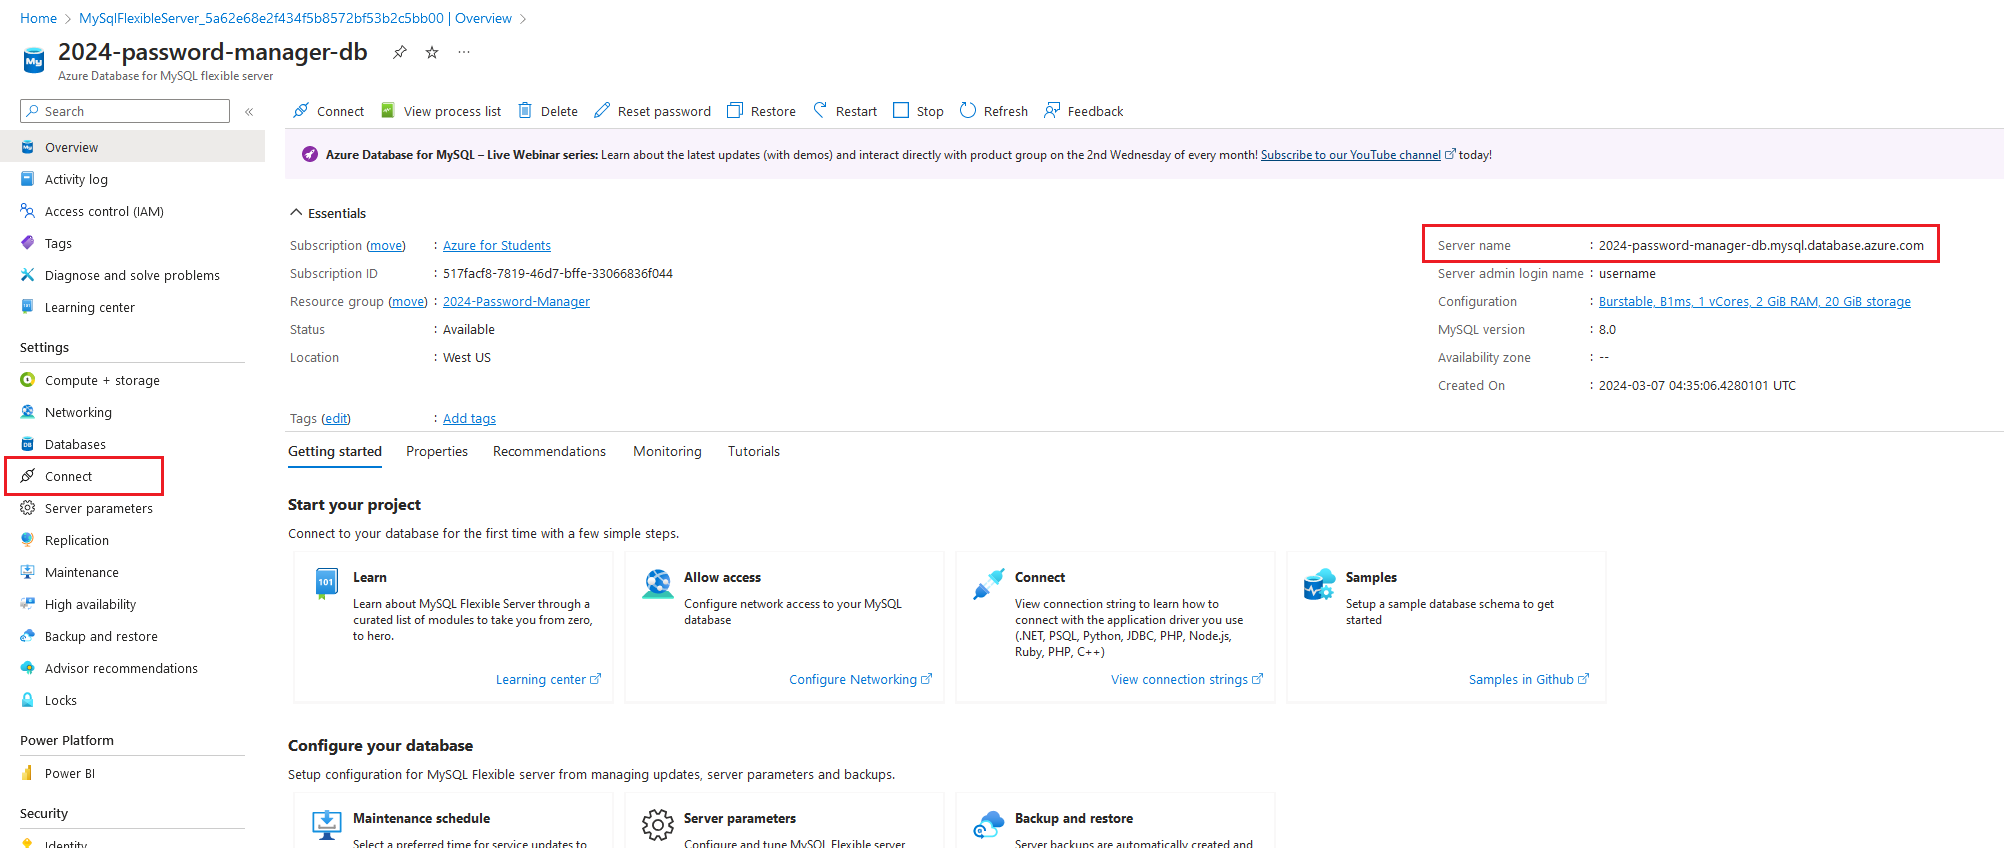 Home > MySqlFlexibleServer_5a62e68e2f434f5b8572bf53b2c5bb00 | Overview >
2024-password-manager-db
Azure Database for MySQL flexible server
Search
«
Connect View process list Delete Reset password Restore Restart Stop Refresh Feedback
Azure Database for MySQL – Live Webinar series: Learn about the latest updates (with demos) and interact directly with product group on the 2nd Wednesday of every month! Subscribe to our YouTube channel today!
Overview
Activity log
Access control (IAM)
Tags
Diagnose and solve problems
Learning center
Settings
Compute + storage
Networking
Databases
Connect
Server parameters
Replication
Maintenance
High availability
Backup and restore
Advisor recommendations
Locks
Power Platform
Power BI
Security
Identity
Essentials
Subscription (move) : Azure for Students
Subscription ID : 517facf8-7819-46d7-bffe-33066836f044
Resource group (move) : 2024-Password-Manager
Status : Available
Location : West US
Tags (edit) : Add tags
Server name : 2024-password-manager-db.mysql.database.azure.com
Server admin login name : username
Configuration : Burstable, B1ms, 1 vCores, 2 GiB RAM, 20 GiB storage
MySQL version : 8.0
Availability zone : --
Created On : 2024-03-07 04:35:06.4280101 UTC
Getting started Properties Recommendations Monitoring Tutorials
Start your project
Connect to your database for the first time with a few simple steps.
101
Learn
Learn about MySQL Flexible Server through a
curated list of modules to take you from zero,
to hero.
Learning center
Allow access
Configure network access to your MySQL
database
Configure Networking
Connect
View connection string to learn how to
connect with the application driver you use
(.NET, PSQL, Python, JDBC, PHP, Node.js,
Ruby, PHP, C++)
View connection strings
Samples
Setup a sample database schema to get
started
Samples in Github
Configure your database
Setup configuration for MySQL Flexible server from managing updates, server parameters and backups.
Maintenance schedule
Select a preferred time for service updates to
Server parameters
Configure and tune MySQL Flexible server
Backup and restore
Server backups are automatically created and